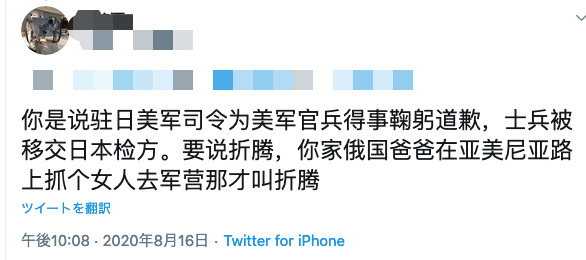 你是说驻日美军司令为美军官兵得事鞠躬道歉，士兵被
移交日本检方。要说折腾，你家俄国爸爸在亚美尼亚路
上抓个女人去军营那才叫折腾
ツイートを翻訳
午後10:08 · 2020年8月16日 · Twitter for iPhone